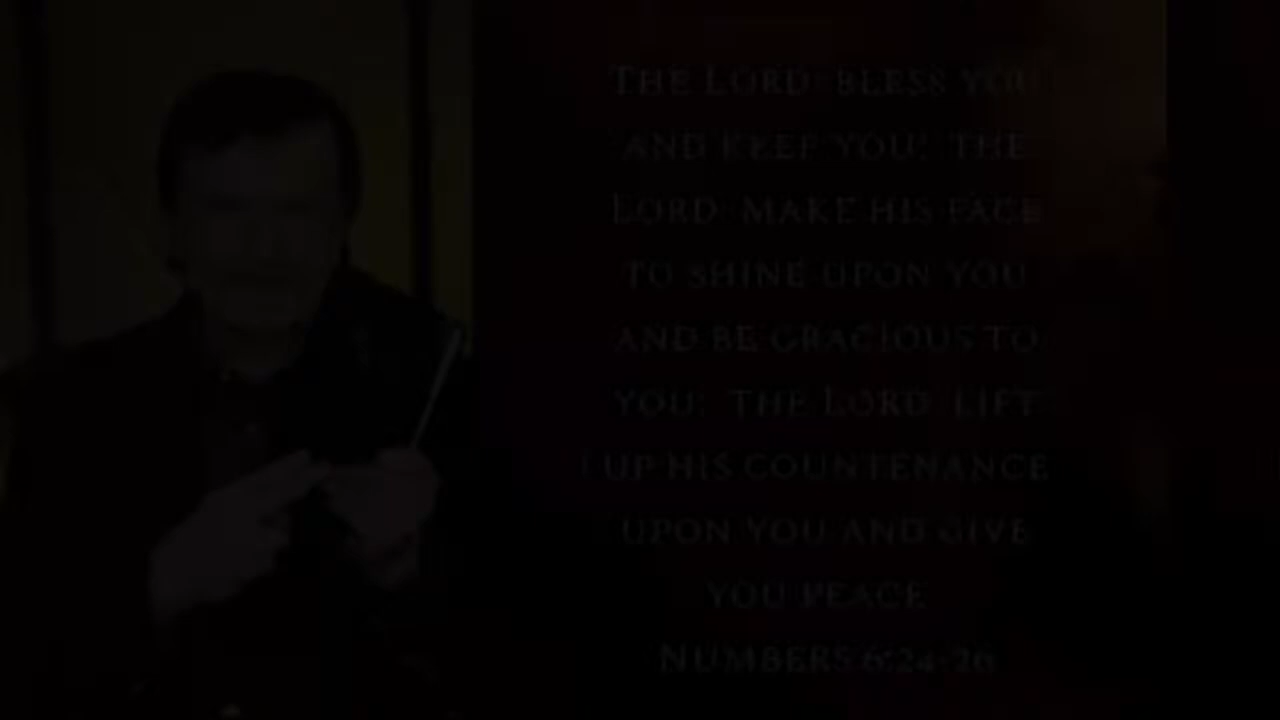 THE LORD BLESS YOU
AND KEEP YOU; THE
LORD MAKE HIS FACE
TO SHINE UPON YOU
AND BE GRACIOUS TO
YOU; THE LORD LIFT
UP HIS COUNTENANCE
UPON YOU AND GIVE
YOU PEACE
NUMBERS 6:24-26